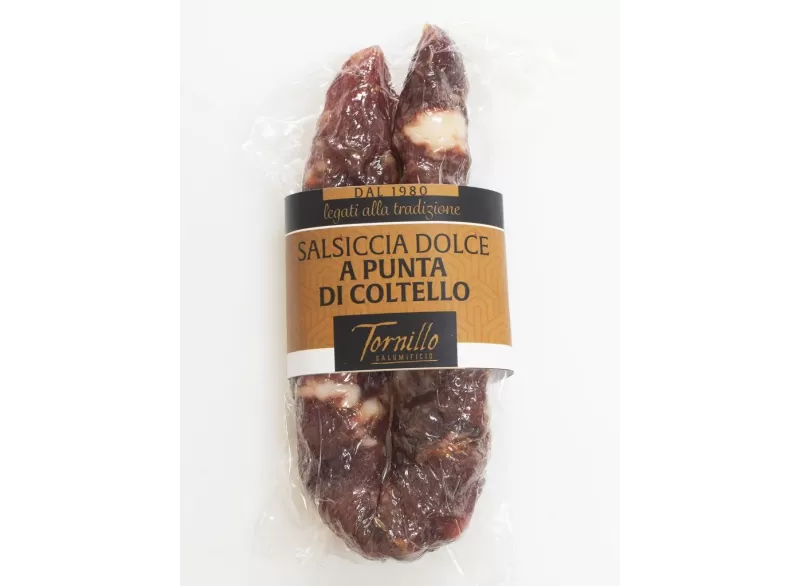 DAL 1980
legati alla tradizione
SALSICCIA DOLCE
A PUNTA
DI COLTELLO
Tornillo
SALUMIFICIO